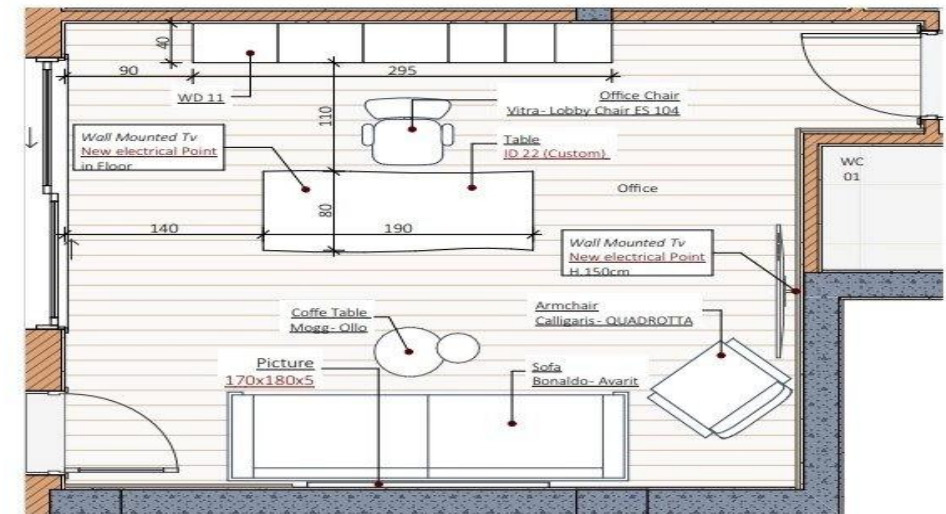 40
90
295
WD 11
110
Office Chair
Vitra- Lobby Chair ES 104
Wall Mounted Tv
New electrical Point
in Floor
Table
ID 22 (Custom)
Office
WC
01
80
140
190
Wall Mounted Tv
New electrical Point
H.150cm
Coffe Table
Mogg- Ollo
Armchair
Calligaris- QUADROTTA
Picture
170x180x5
Sofa
Bonaldo- Avarit